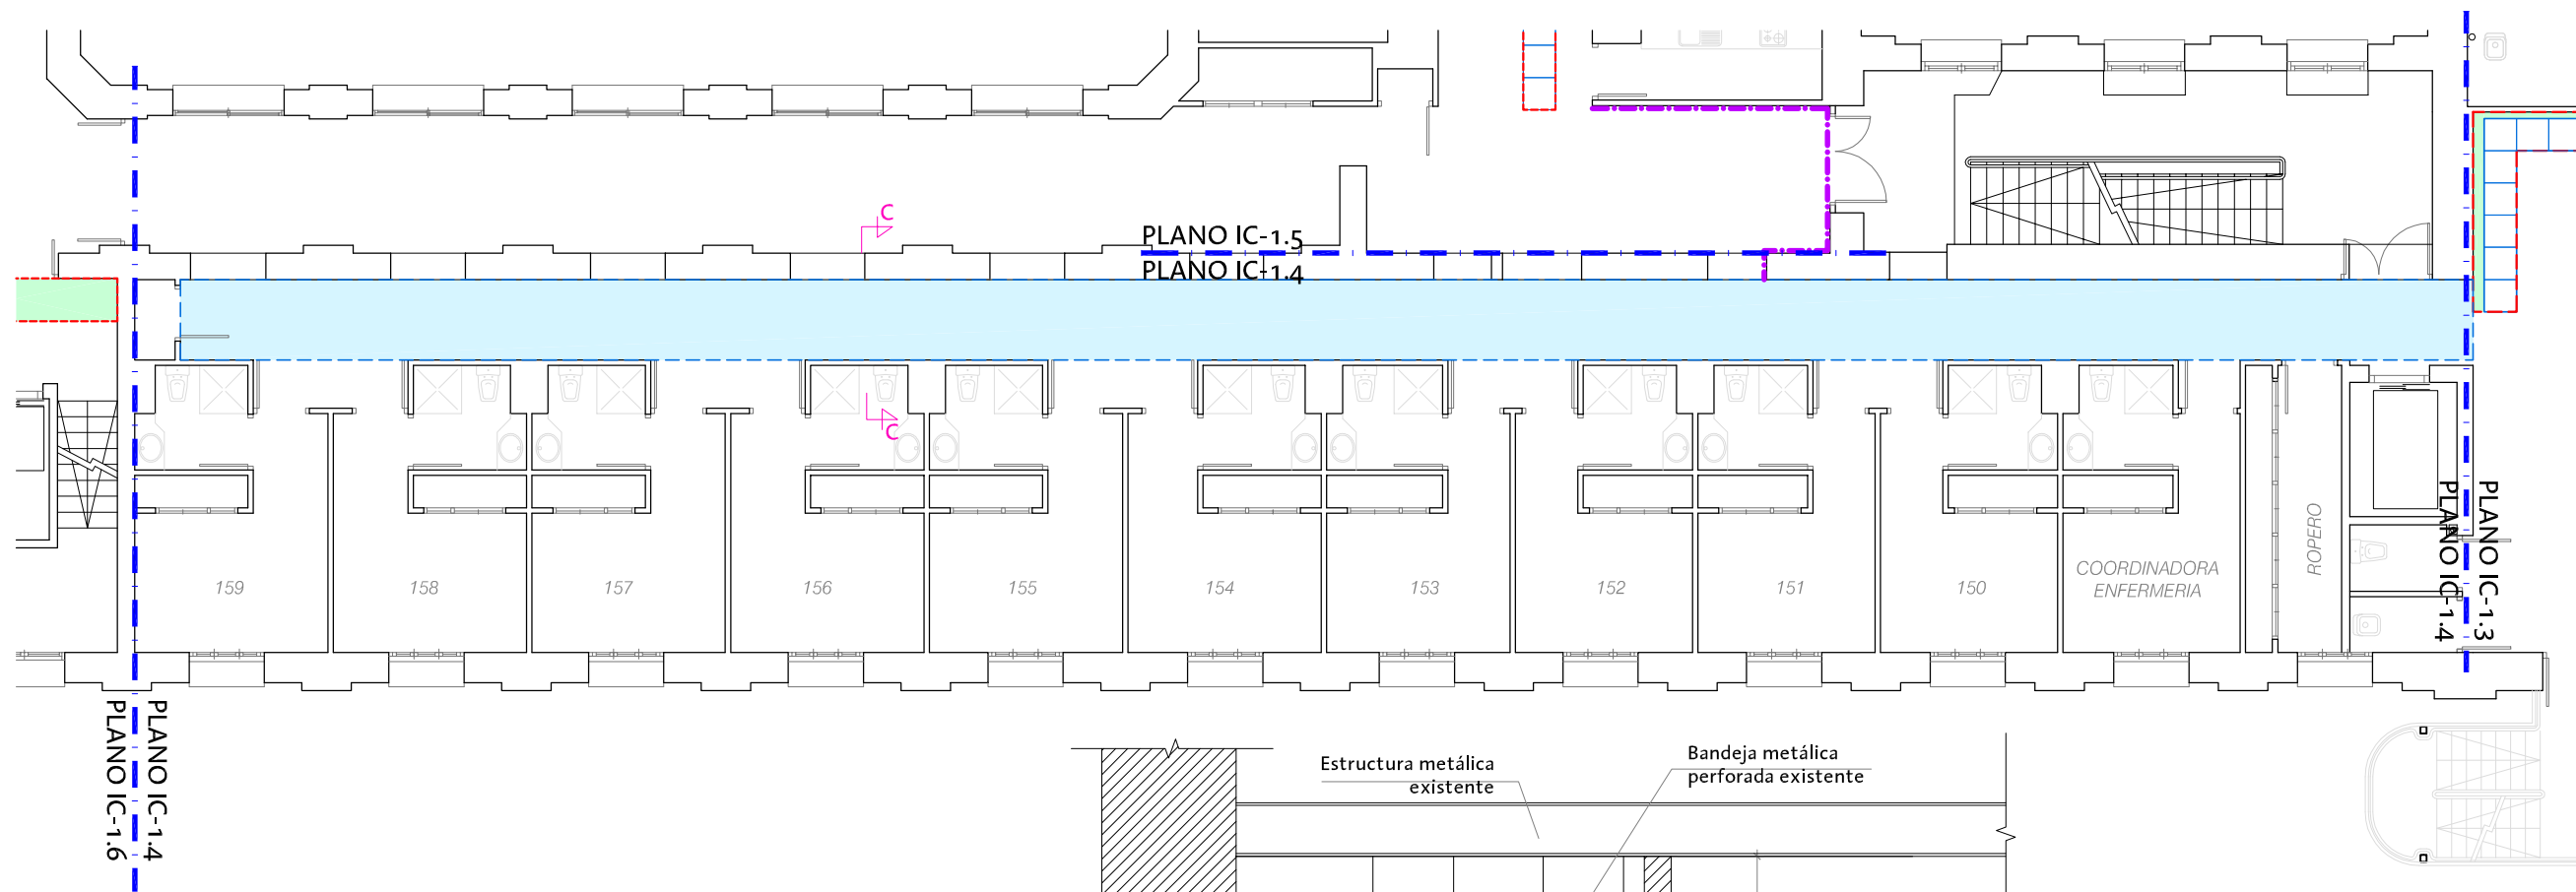 C
PLANO IC-1.5
PLANO IC-1.4
C
159
158
157
156
155
154
153
152
151
150
COORDINADORA
ENFERMERIA
ROPERO
PLANO IC-1.4
PLANO IC-1.3
PLANO IC-1.6
PLANO IC-1.4
Estructura metálica
existente
Bandeja metálica
perforada existente